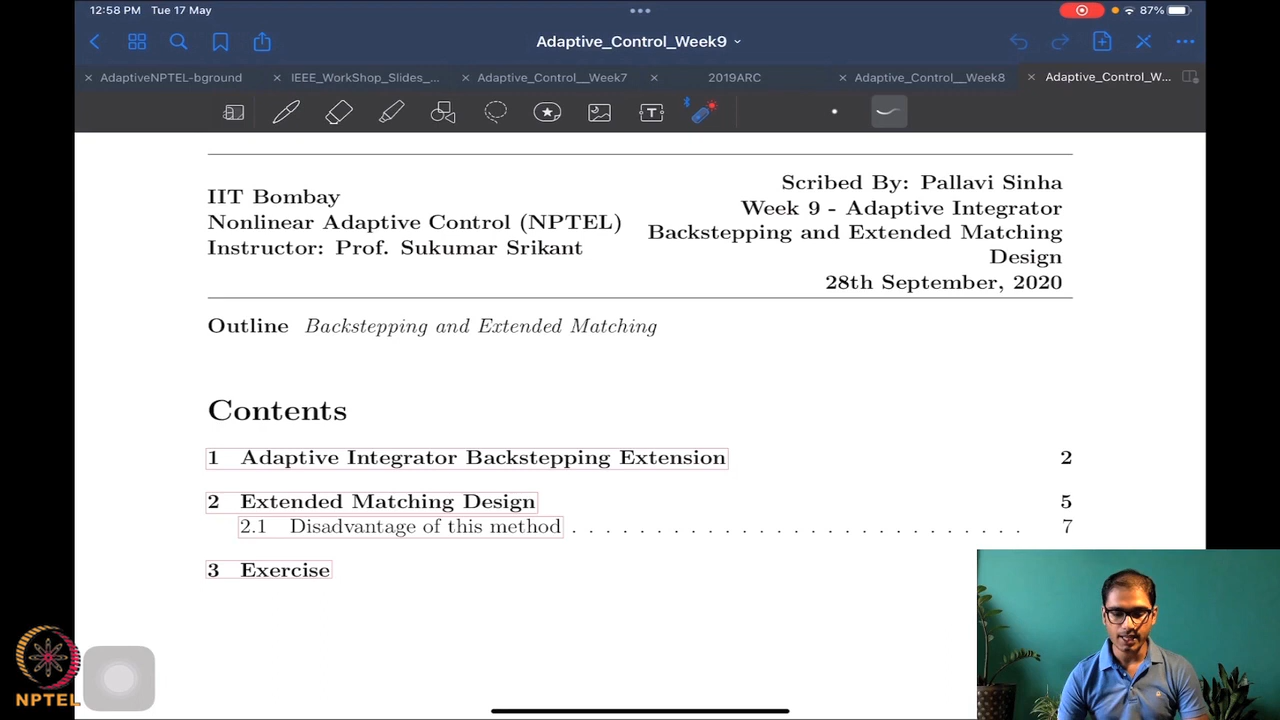 12:58 PM Tue 17 May
87%
Adaptive_Control_Week9
AdaptiveNPTEL-bground
IEEE_WorkShop_Slides_...
Adaptive_Control__Week7
2019ARC
Adaptive_Control__Week8
Adaptive_Control_W...
IIT Bombay
Nonlinear Adaptive Control (NPTEL)
Instructor: Prof. Sukumar Srikant
Scribed By: Pallavi Sinha
Week 9 - Adaptive Integrator
Backstepping and Extended Matching
Design
28th September, 2020
Outline Backstepping and Extended Matching
Contents
1 Adaptive Integrator Backstepping Extension 2
2 Extended Matching Design 5
2.1 Disadvantage of this method . . . . . . . . . . . . . . . . . . . . . . . . . . 7
3 Exercise
NPTEL